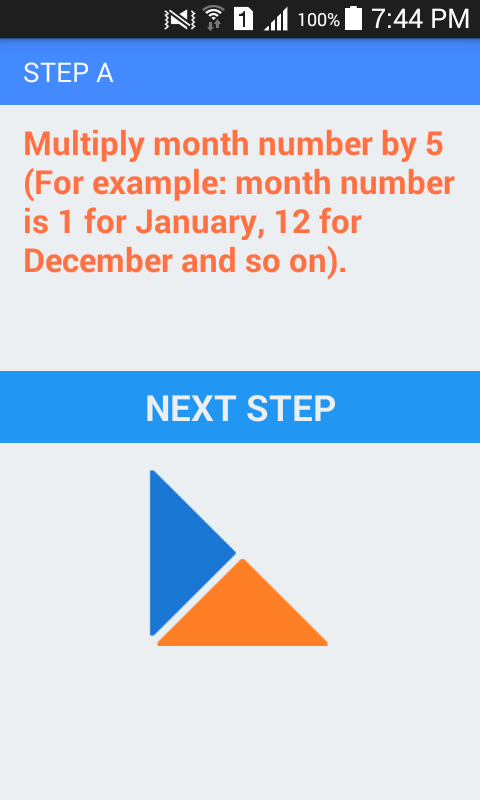 1 100% 7:44 PM
STEP A
Multiply month number by 5
(For example: month number
is 1 for January, 12 for
December and so on).
NEXT STEP